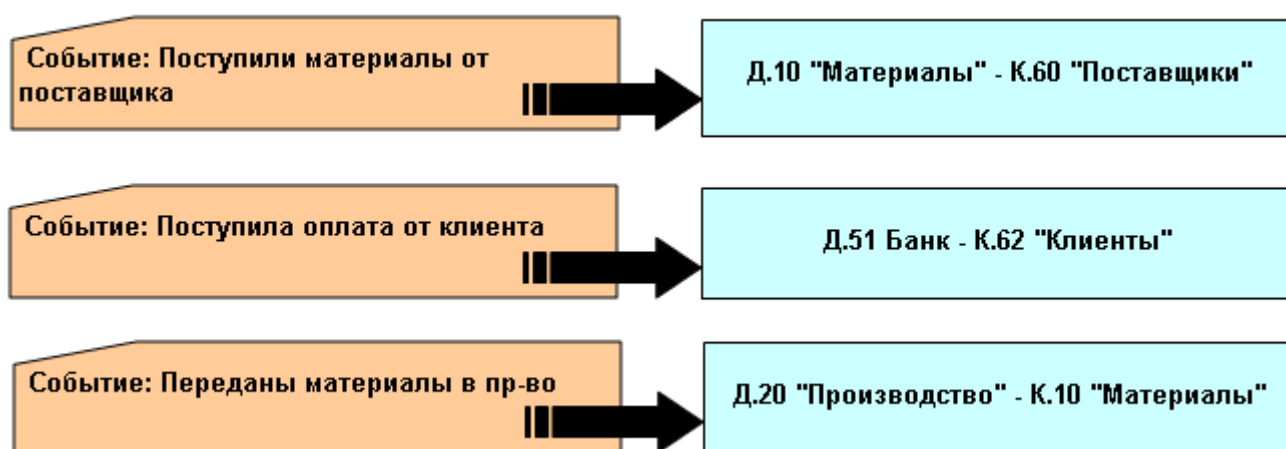 Событие: Поступили материалы от
поставщика
Д.10 "Материалы" - К.60 "Поставщики"
Событие: Поступила оплата от клиента
Д.51 Банк - К.62 "Клиенты"
Событие: Переданы материалы в пр-во
Д.20 "Производство" - К.10 "Материалы"